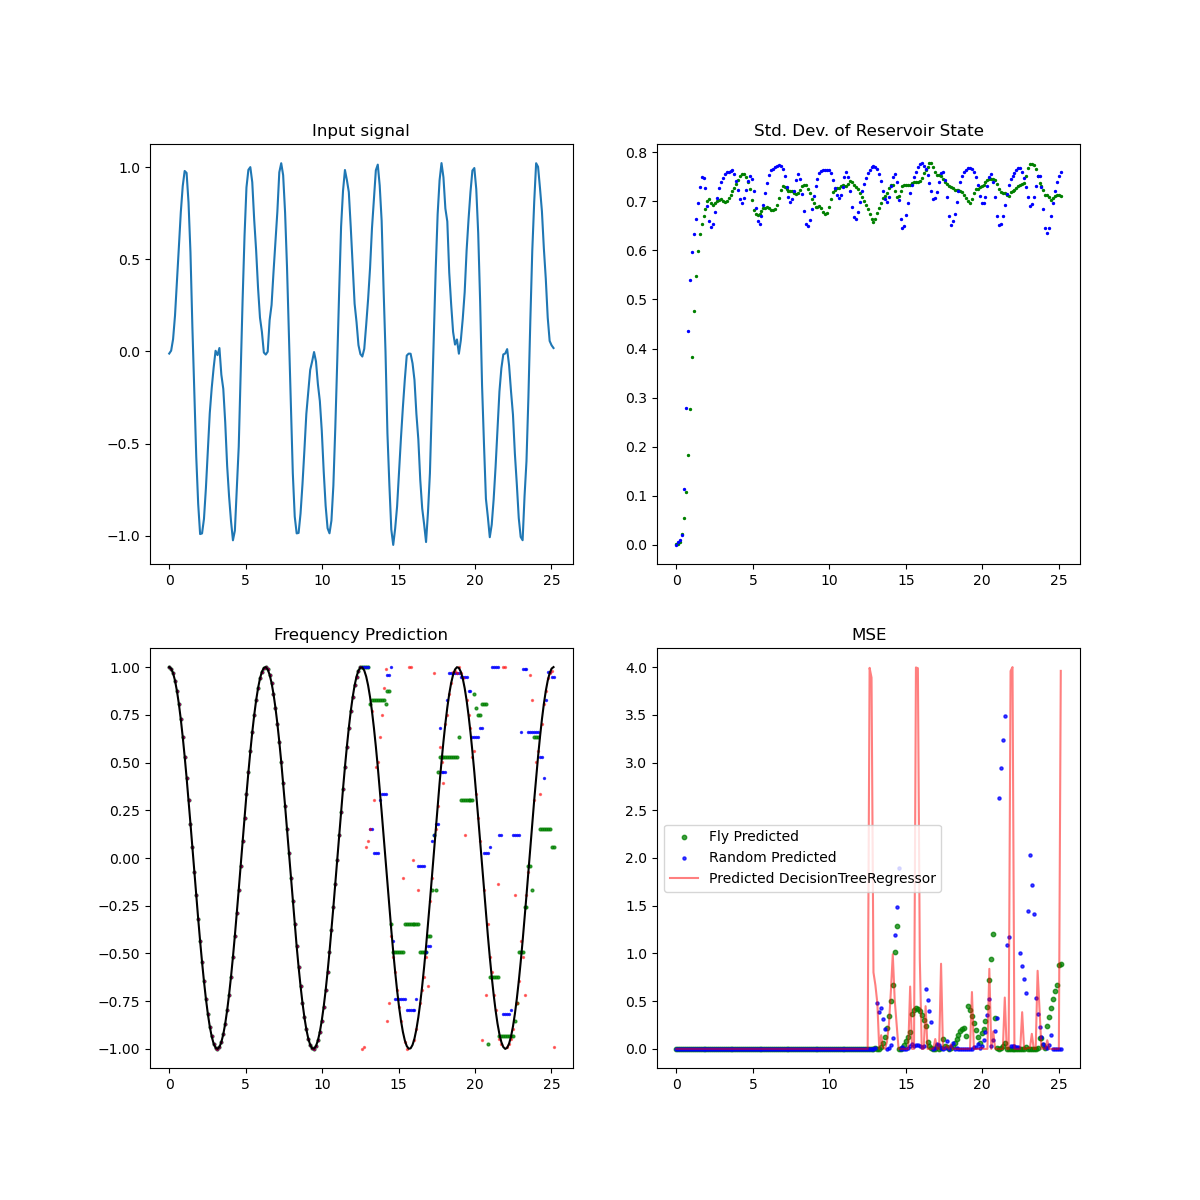 Input signal
1.0
0.5
0.0
−0.5
−1.0
0 5 10 15 20 25
Std. Dev. of Reservoir State
0.8
0.7
0.6
0.5
0.4
0.3
0.2
0.1
0.0
0 5 10 15 20 25
Frequency Prediction
1.00
0.75
0.50
0.25
0.00
−0.25
−0.50
−0.75
−1.00
0 5 10 15 20 25
MSE
4.0
3.5
3.0
2.5
2.0
1.5
1.0
0.5
0.0
Fly Predicted
Random Predicted
Predicted DecisionTreeRegressor
0 5 10 15 20 25